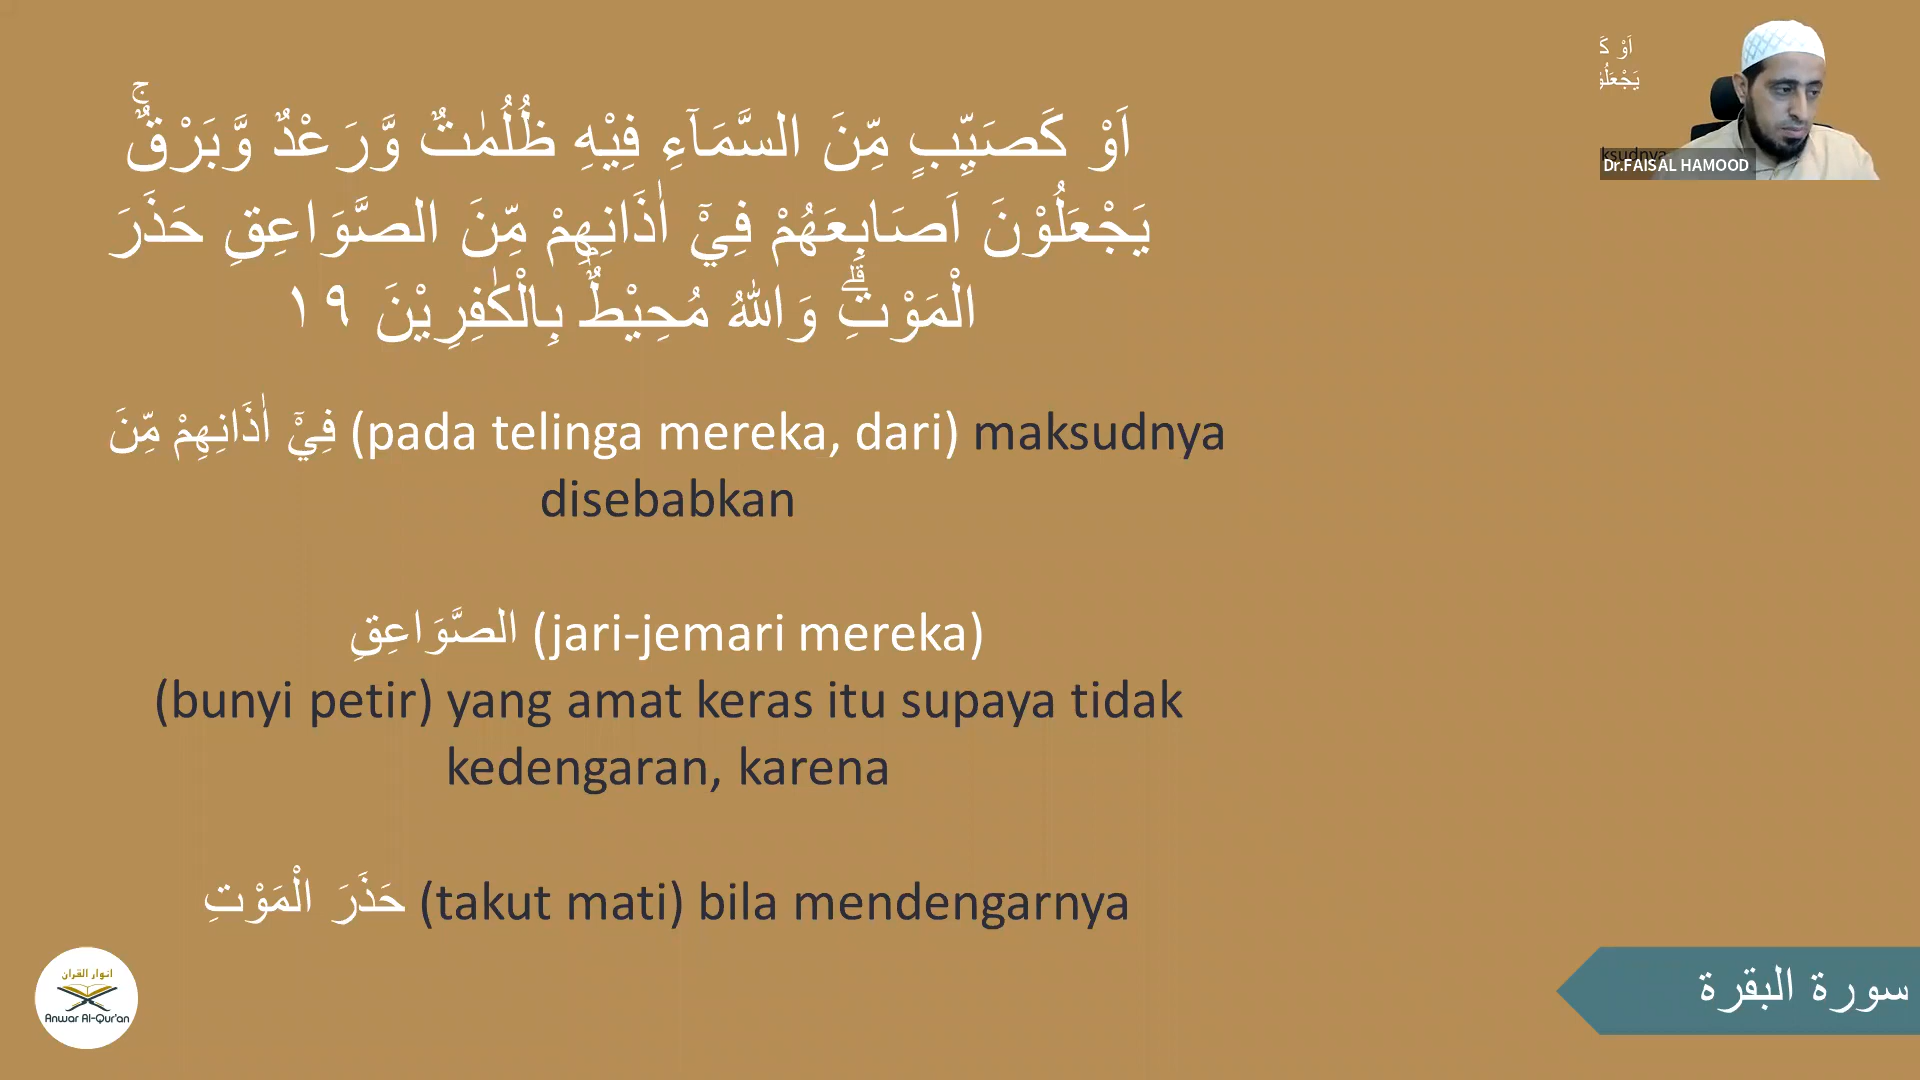 اَوْ كَصَيِّبٍ مِّنَ السَّمَاۤءِ فِيْهِ ظُلُمٰتٌ وَّرَعْدٌ وَّبَرْقٌۚ
يَجْعَلُوْنَ اَصَابِعَهُمْ فِيْٓ اٰذَانِهِمْ مِّنَ الصَّوَاعِقِ حَذَرَ
الْمَوْتِۗ وَاللّٰهُ مُحِيْطٌۢ بِالْكٰفِرِيْنَ ١٩
فِيْٓ اٰذَانِهِمْ مِّنَ (pada telinga mereka, dari) maksudnya
disebabkan
الصَّوَاعِقِ (jari-jemari mereka)
(bunyi petir) yang amat keras itu supaya tidak
kedengaran, karena
حَذَرَ الْمَوْتِ (takut mati) bila mendengarnya
اَوْ كَ
يَجْعَلُوْ
ksudnya
Dr.FAISAL HAMOOD
انوار القران
Anwar Al-Qur'an
سورة البقرة